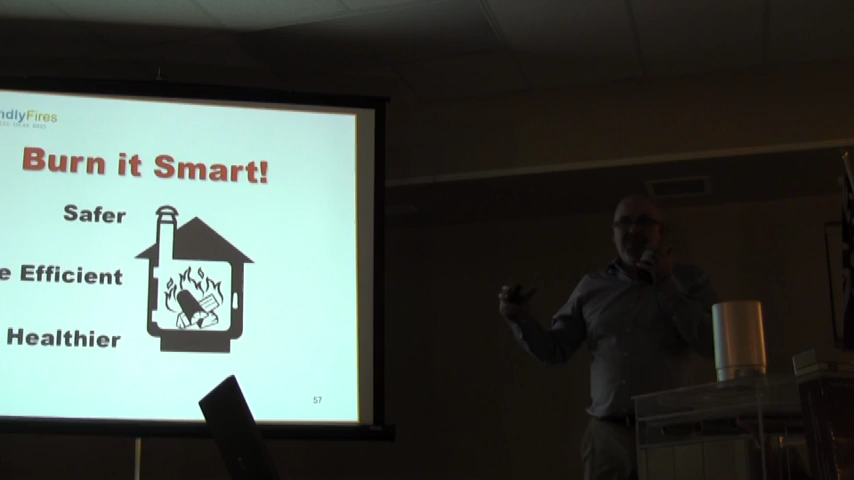 ndlyFires
Burn it Smart!
Safer
e Efficient
Healthier
57